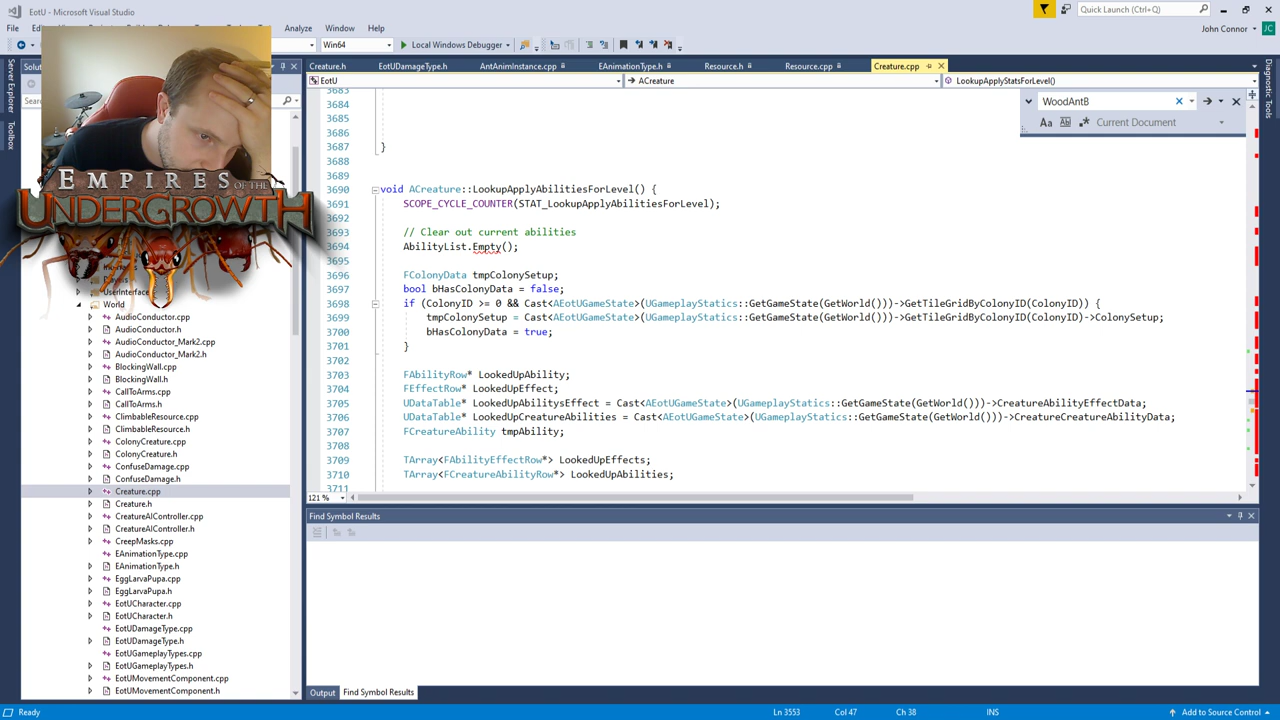 EotU - Microsoft Visual Studio
Quick Launch (Ctrl+Q)
File
Analyze
Window
Help
John Connor
JC
Win64
Local Windows Debugger
Server Explorer
Toolbox
Diagnostic Tools
Creature.h
EotUDamageType.h
AntAnimInstance.cpp
EAnimationType.h
Resource.h
Resource.cpp
Creature.cpp
EotU
ACreature
LookupApplyStatsForLevel()
WoodAntB
Current Document
EMPIRES OF THE
UNDERGROWTH
3683
3684
3685
3686
3687 }
3688
3689
3690 void ACreature::LookupApplyAbilitiesForLevel() {
3691 SCOPE_CYCLE_COUNTER(STAT_LookupApplyAbilitiesForLevel);
3692
3693 // Clear out current abilities
3694 AbilityList.Empty();
3695
3696 FColonyData tmpColonySetup;
3697 bool bHasColonyData = false;
3698 if (ColonyID >= 0 && Cast<AEotUGameState>(UGameplayStatics::GetGameState(GetWorld()))->GetTileGridByColonyID(ColonyID)) {
3699 tmpColonySetup = Cast<AEotUGameState>(UGameplayStatics::GetGameState(GetWorld()))->GetTileGridByColonyID(ColonyID)->ColonySetup;
3700 bHasColonyData = true;
3701 }
3702
3703 FAbilityRow* LookedUpAbility;
3704 FEffectRow* LookedUpEffect;
3705 UDataTable* LookedUpAbilitysEffect = Cast<AEotUGameState>(UGameplayStatics::GetGameState(GetWorld()))->CreatureAbilityEffectData;
3706 UDataTable* LookedUpCreatureAbilities = Cast<AEotUGameState>(UGameplayStatics::GetGameState(GetWorld()))->CreatureCreatureAbilityData;
3707 FCreatureAbility tmpAbility;
3708
3709 TArray<FAbilityEffectRow*> LookedUpEffects;
3710 TArray<FCreatureAbilityRow*> LookedUpAbilities;
3711
121 %
UserInterface
World
AudioConductor.cpp
AudioConductor.h
AudioConductor_Mark2.cpp
AudioConductor_Mark2.h
BlockingWall.cpp
BlockingWall.h
CallToArms.cpp
CallToArms.h
ClimbableResource.cpp
ClimbableResource.h
ColonyCreature.cpp
ColonyCreature.h
ConfuseDamage.cpp
ConfuseDamage.h
Creature.cpp
Creature.h
CreatureAIController.cpp
CreatureAIController.h
CreepMasks.cpp
EAnimationType.cpp
EAnimationType.h
EggLarvaPupa.cpp
EggLarvaPupa.h
EotUCharacter.cpp
EotUCharacter.h
EotUDamageType.cpp
EotUDamageType.h
EotUGameplayTypes.cpp
EotUGameplayTypes.h
EotUMovementComponent.cpp
EotUMovementComponent.h
Find Symbol Results
Output
Find Symbol Results
Ready
Ln 3553
Col 47
Ch 38
INS
Add to Source Control